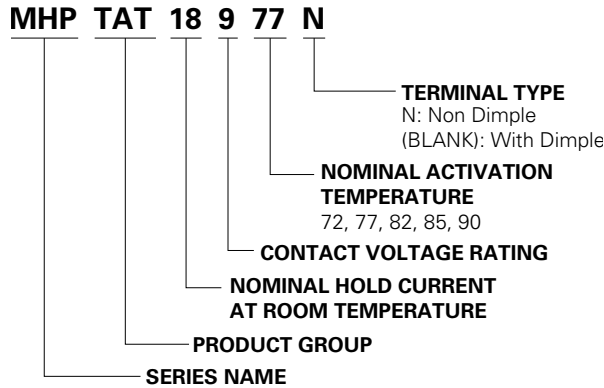 MHP TAT 18 9 77 N
TERMINAL TYPE
N: Non Dimple
(BLANK): With Dimple
NOMINAL ACTIVATION
TEMPERATURE
72, 77, 82, 85, 90
CONTACT VOLTAGE RATING
NOMINAL HOLD CURRENT
AT ROOM TEMPERATURE
PRODUCT GROUP
SERIES NAME